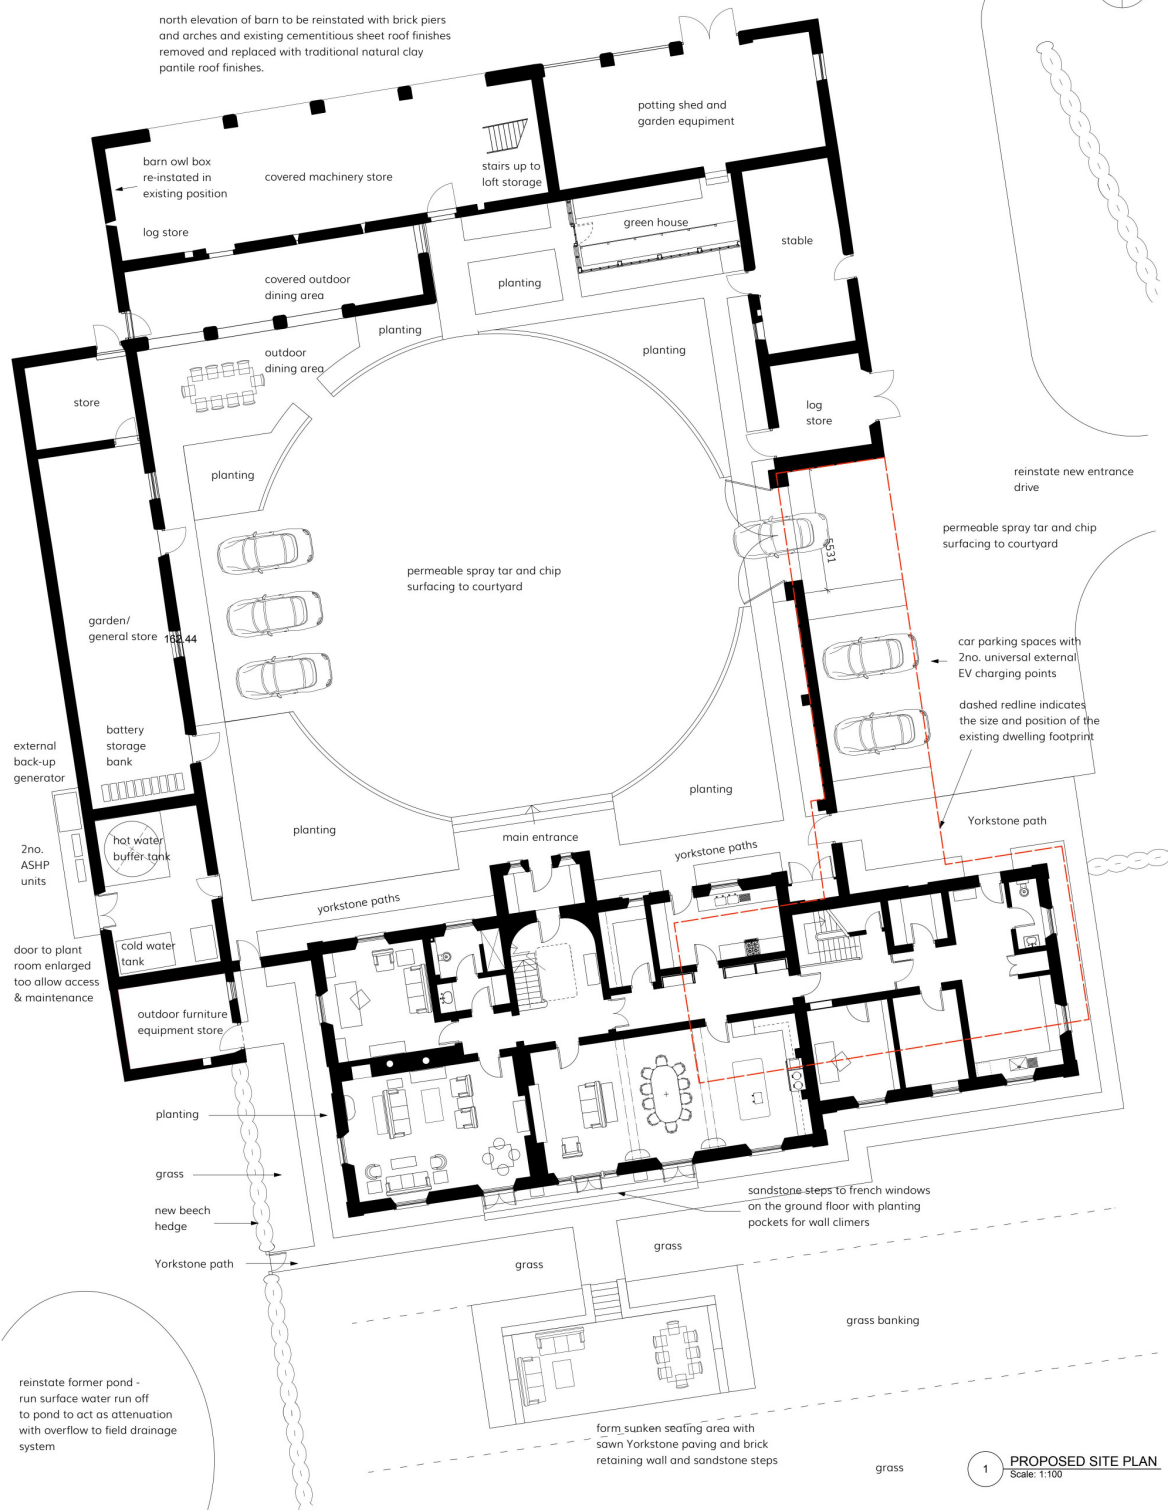 north elevation of barn to be reinstated with brick piers
and arches and existing cementitious sheet roof finishes
removed and replaced with traditional natural clay
pantile roof finishes.
potting shed and
garden equpiment
barn owl box
re-instated in
existing position
covered machinery store
stairs up to
loft storage
log store
green house
stable
covered outdoor
dining area
planting
planting
outdoor
dining area
planting
store
log
store
planting
reinstate new entrance
drive
permeable spray tar and chip
surfacing to courtyard
5531
permeable spray tar and chip
surfacing to courtyard
garden/
general store
162.44
car parking spaces with
2no. universal external
EV charging points
dashed redline indicates
the size and position of the
existing dwelling footprint
battery
storage
bank
external
back-up
generator
planting
planting
main entrance
Yorkstone path
hot water
buffer tank
2no.
ASHP
units
yorkstone paths
yorkstone paths
cold water
tank
door to plant
room enlarged
too allow access
& maintenance
outdoor furniture
equipment store
planting
grass
new beech
hedge
Yorkstone path
sandstone steps to french windows
on the ground floor with planting
pockets for wall climers
grass
grass
grass banking
reinstate former pond -
run surface water run off
to pond to act as attenuation
with overflow to field drainage
system
form sunken seating area with
sawn Yorkstone paving and brick
retaining wall and sandstone steps
grass
1
PROPOSED SITE PLAN
Scale: 1:100